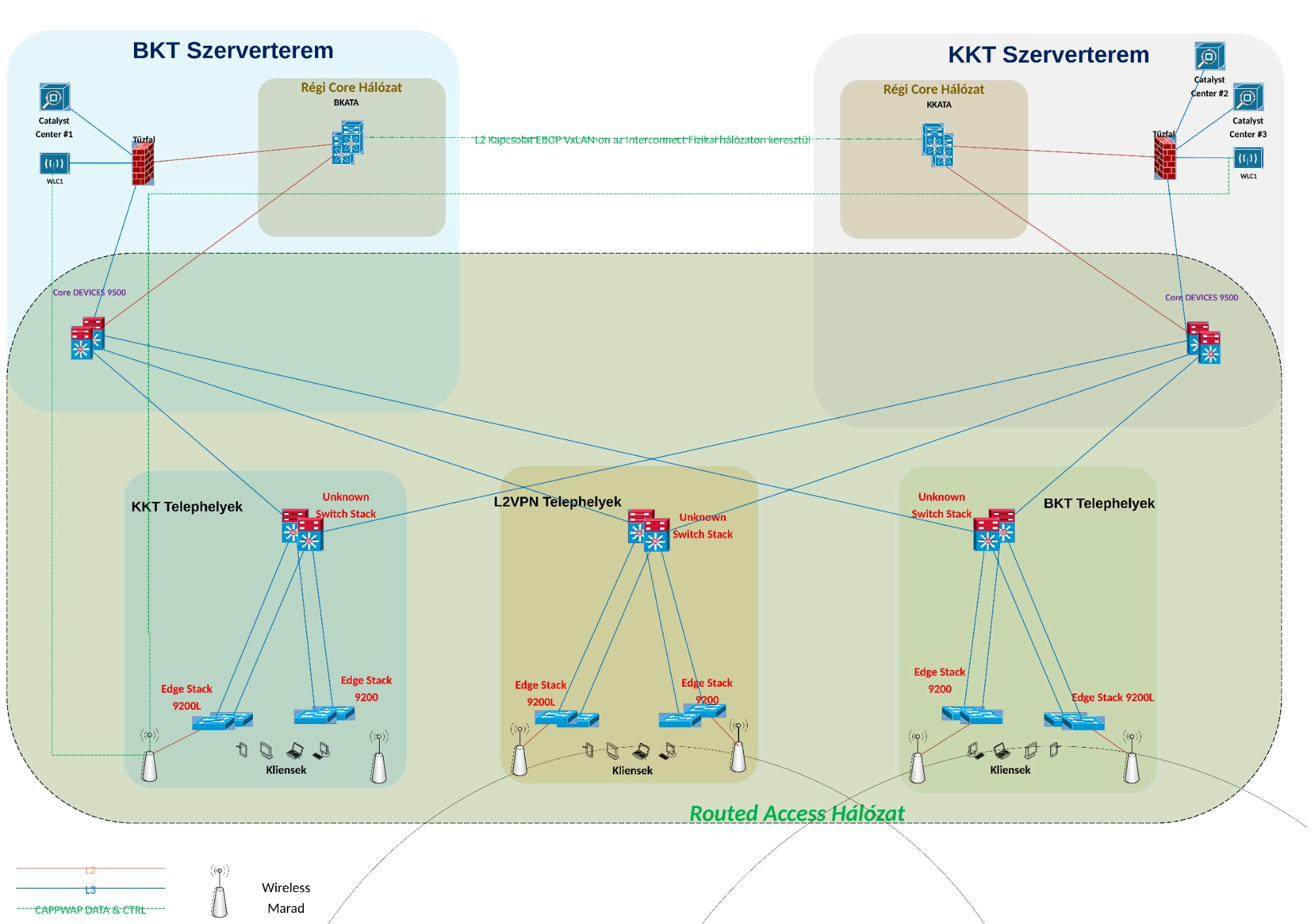 BKT Szerverterem
KKT Szerverterem
Régi Core Hálózat
BKATA
Régi Core Hálózat
KKATA
Catalyst
Center #1
Catalyst
Center #2
Catalyst
Center #3
Tűzfal
Tűzfal
L2 Kapcsolat EBGP VxLAN-on az Interconnect Fizikai hálózaton keresztül
WLC1
WLC1
Core DEVICES 9500
Core DEVICES 9500
KKT Telephelyek
Unknown
Switch Stack
L2VPN Telephelyek
Unknown
Switch Stack
Unknown
Switch Stack
BKT Telephelyek
Edge Stack
9200L
Edge Stack
9200
Edge Stack
9200L
Edge Stack
9200
Edge Stack
9200
Edge Stack 9200L
Kliensek
Kliensek
Kliensek
Routed Access Hálózat
L2
L3
CAPPWAP DATA & CTRL
Wireless
Marad